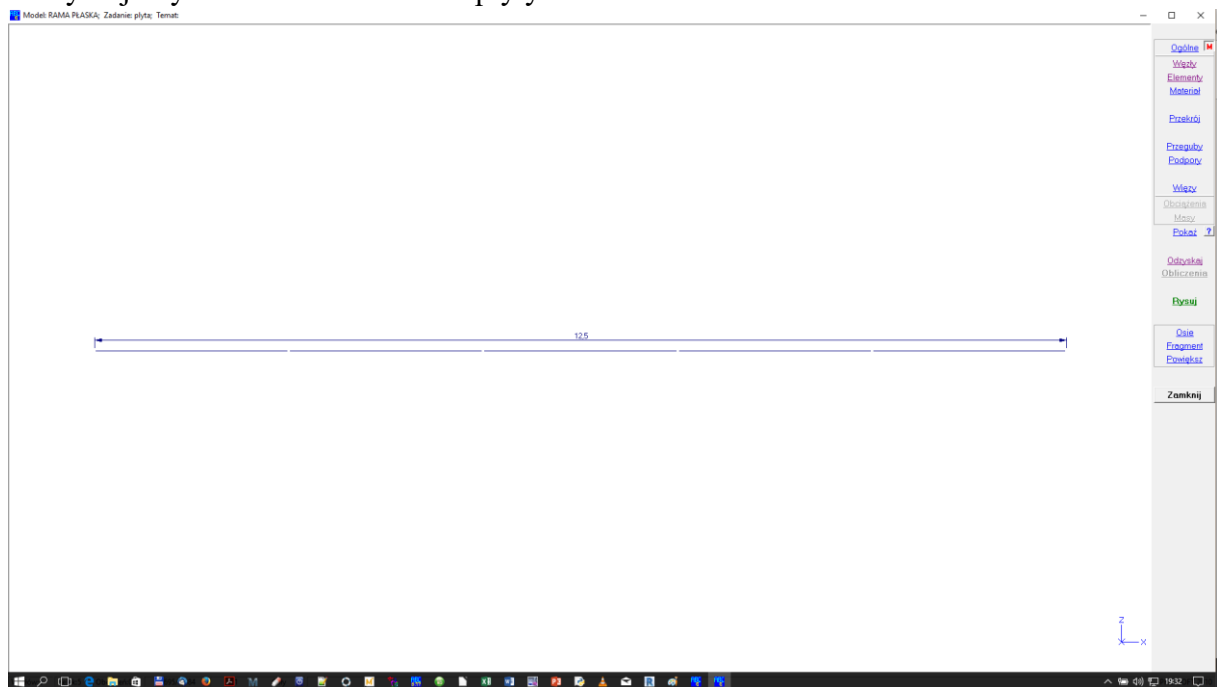 Model: RAMA PŁASKA; Zadanie: plyta; Temat:
Ogólne M
Węzły
Elementy
Materiał
Przekrój
Przeguby
Podpory
Więzy
Obciążenie
Masy
Pokaż ?
Odzyskaj
Obliczenia
Rysuj
12.5
Osie
Fragment
Powiększ
Zamknij
Z
X
19:32